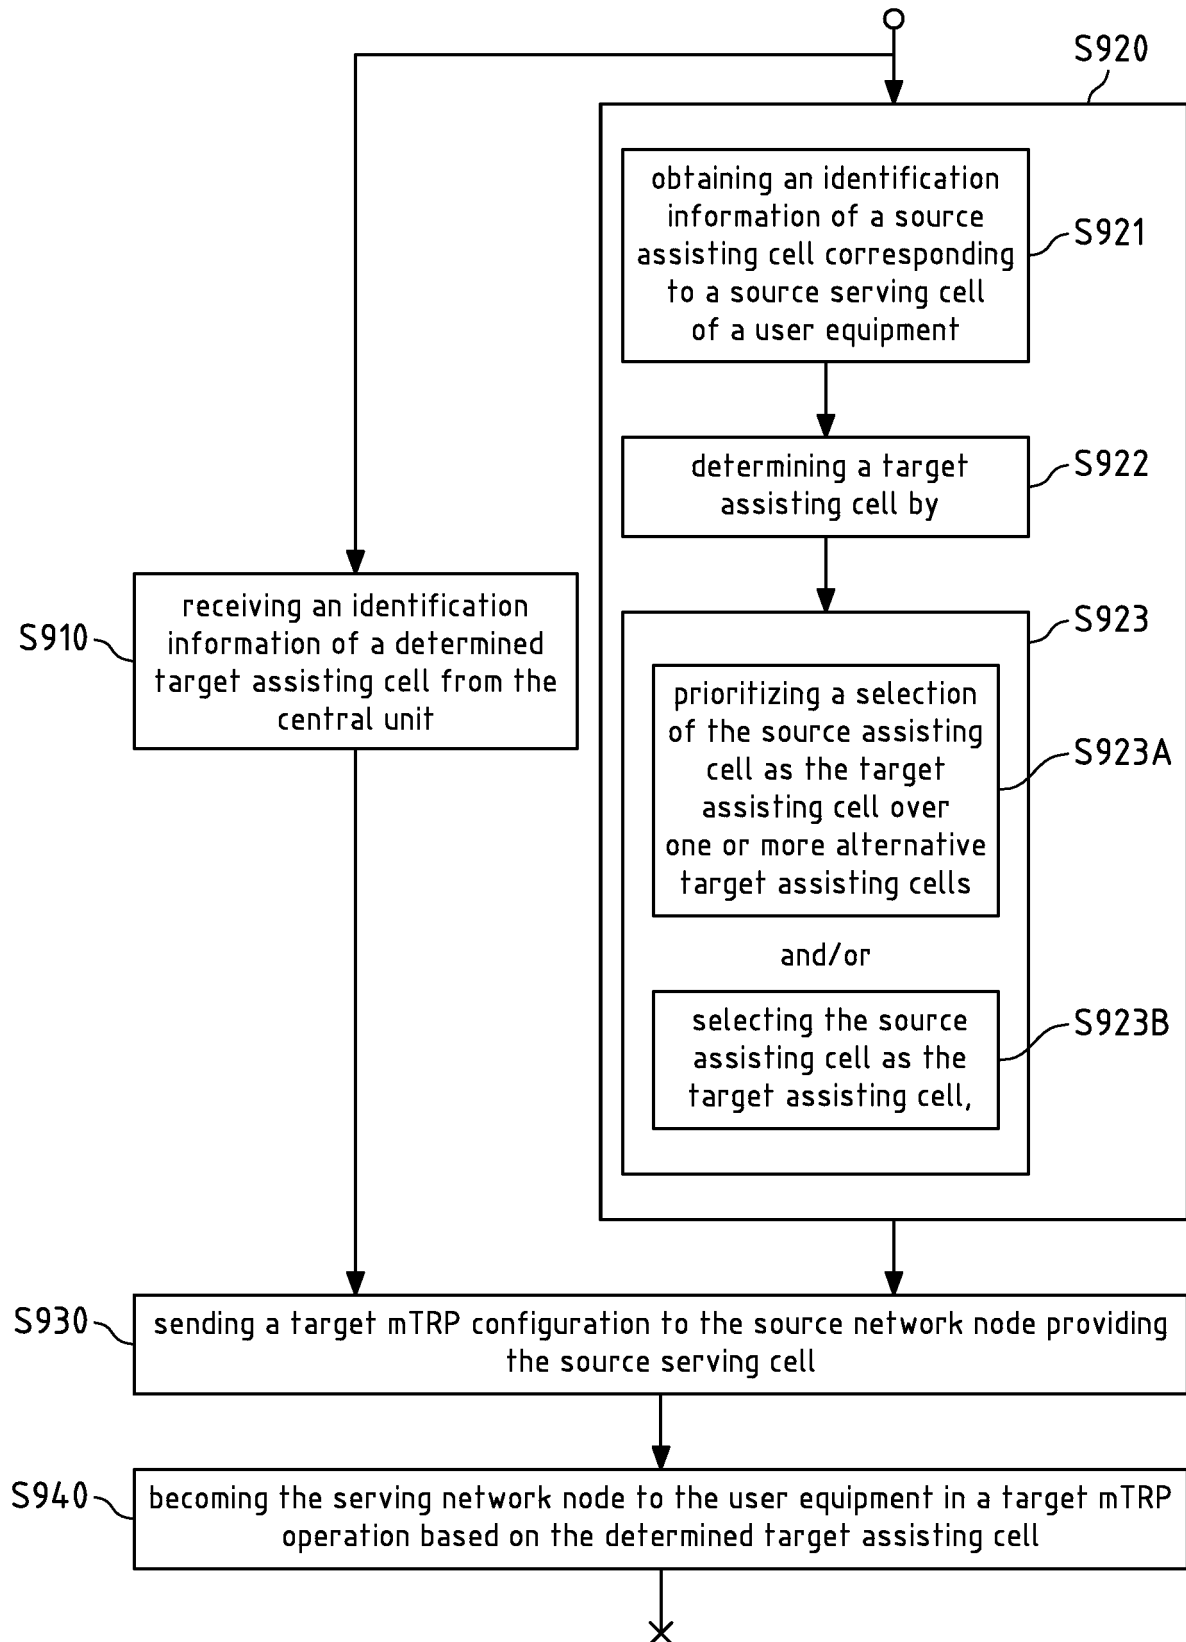 S920
obtaining an identification
information of a source
assisting cell corresponding
to a source serving cell
of a user equipment
S921
determining a target
assisting cell by
S922
receiving an identification
information of a determined
target assisting cell from the
central unit
S910
S923
prioritizing a selection
of the source assisting
cell as the target
assisting cell over
one or more alternative
target assisting cells
S923A
and/or
selecting the source
assisting cell as the
target assisting cell,
S923B
S930
sending a target mTRP configuration to the source network node providing
the source serving cell
S940
becoming the serving network node to the user equipment in a target mTRP
operation based on the determined target assisting cell